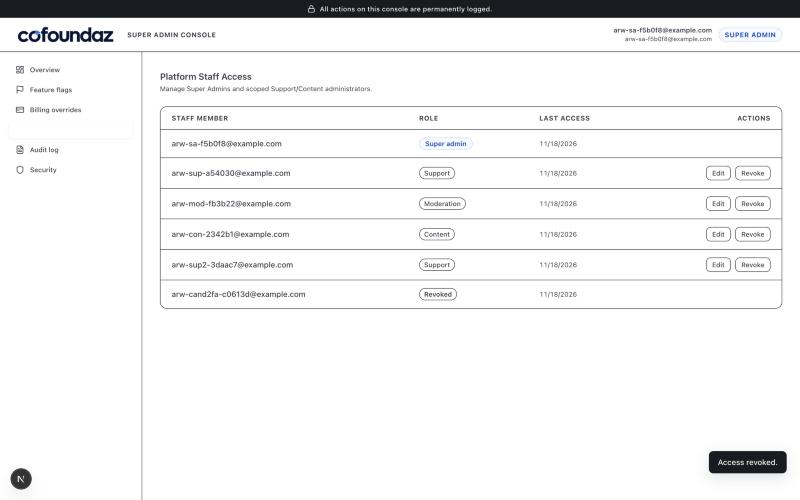 All actions on this console are permanently logged.
cofoundaz SUPER ADMIN CONSOLE
arw-sa-f5b0f8@example.com
arw-sa-f5b0f8@example.com
SUPER ADMIN
Overview
Feature flags
Billing overrides
Audit log
Security
Platform Staff Access
Manage Super Admins and scoped Support/Content administrators.
STAFF MEMBER ROLE LAST ACCESS ACTIONS
arw-sa-f5b0f8@example.com Super admin 11/18/2026
arw-sup-a54030@example.com Support 11/18/2026 Edit Revoke
arw-mod-fb3b22@example.com Moderation 11/18/2026 Edit Revoke
arw-con-2342b1@example.com Content 11/18/2026 Edit Revoke
arw-sup2-3daac7@example.com Support 11/18/2026 Edit Revoke
arw-cand2fa-c0613d@example.com Revoked 11/18/2026
Access revoked.
N